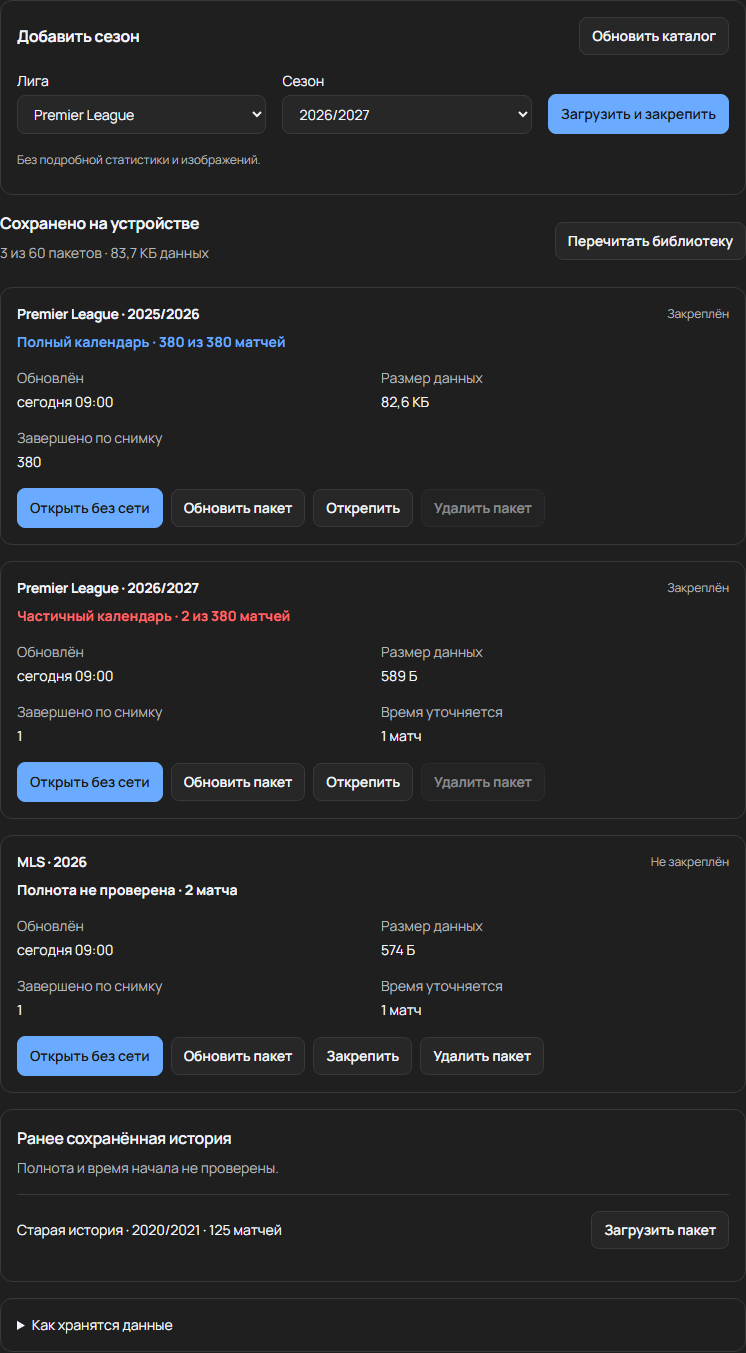 Добавить сезон
Обновить каталог
Лига
Сезон
Premier League
2026/2027
Загрузить и закрепить
Без подробной статистики и изображений.
Сохранено на устройстве
3 из 60 пакетов · 83,7 КБ данных
Перечитать библиотеку
Premier League · 2025/2026
Закреплён
Полный календарь · 380 из 380 матчей
Обновлён
Размер данных
сегодня 09:00
82,6 КБ
Завершено по снимку
380
Открыть без сети
Обновить пакет
Открепить
Удалить пакет
Premier League · 2026/2027
Закреплён
Частичный календарь · 2 из 380 матчей
Обновлён
Размер данных
сегодня 09:00
589 Б
Завершено по снимку
Время уточняется
1
1 матч
Открыть без сети
Обновить пакет
Открепить
Удалить пакет
MLS · 2026
Не закреплён
Полнота не проверена · 2 матча
Обновлён
Размер данных
сегодня 09:00
574 Б
Завершено по снимку
Время уточняется
1
1 матч
Открыть без сети
Обновить пакет
Закрепить
Удалить пакет
Ранее сохранённая история
Полнота и время начала не проверены.
Старая история · 2020/2021 · 125 матчей
Загрузить пакет
Как хранятся данные